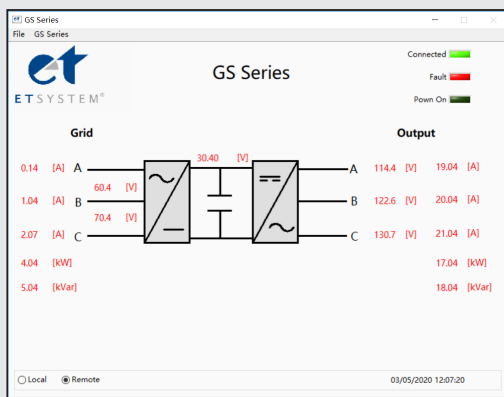 et GS Series
File GS Series
et
ETSYSTEM®
GS Series
Connected
Fault
Pown On
Grid
Output
0.14 [A] A
30.40 [V]
A 114.4 [V] 19.04 [A]
60.4 [V]
1.04 [A] B
B 122.6 [V] 20.04 [A]
70.4 [V]
2.07 [A] C
C 130.7 [V] 21.04 [A]
4.04 [kW]
17.04 [kW]
5.04 [kVar]
18.04 [kVar]
Local Remote
03/05/2020 12:07:20